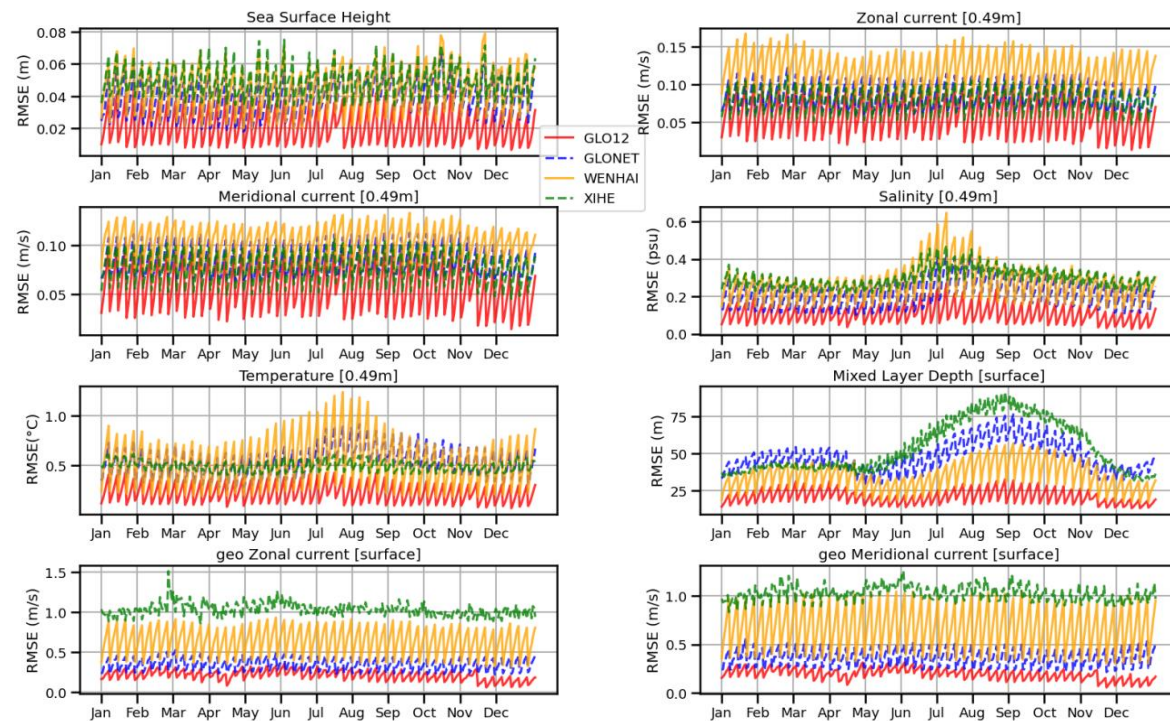 Sea Surface Height
RMSE (m)
0.08
0.06
0.04
0.02
Jan Feb Mar Apr May Jun Jul Aug Sep Oct Nov Dec
Zonal current [0.49m]
RMSE (m/s)
0.15
0.10
0.05
Jan Feb Mar Apr May Jun Jul Aug Sep Oct Nov Dec
GLO12
GLONET
WENHAI
XIHE
Meridional current [0.49m]
RMSE (m/s)
0.10
0.05
Jan Feb Mar Apr May Jun Jul Aug Sep Oct Nov Dec
Salinity [0.49m]
RMSE (psu)
0.6
0.4
0.2
0.0
Jan Feb Mar Apr May Jun Jul Aug Sep Oct Nov Dec
Temperature [0.49m]
RMSE(°C)
1.0
0.5
Jan Feb Mar Apr May Jun Jul Aug Sep Oct Nov Dec
Mixed Layer Depth [surface]
RMSE (m)
75
50
25
Jan Feb Mar Apr May Jun Jul Aug Sep Oct Nov Dec
geo Zonal current [surface]
RMSE (m/s)
1.5
1.0
0.5
0.0
Jan Feb Mar Apr May Jun Jul Aug Sep Oct Nov Dec
geo Meridional current [surface]
RMSE (m/s)
1.0
0.5
0.0
Jan Feb Mar Apr May Jun Jul Aug Sep Oct Nov Dec